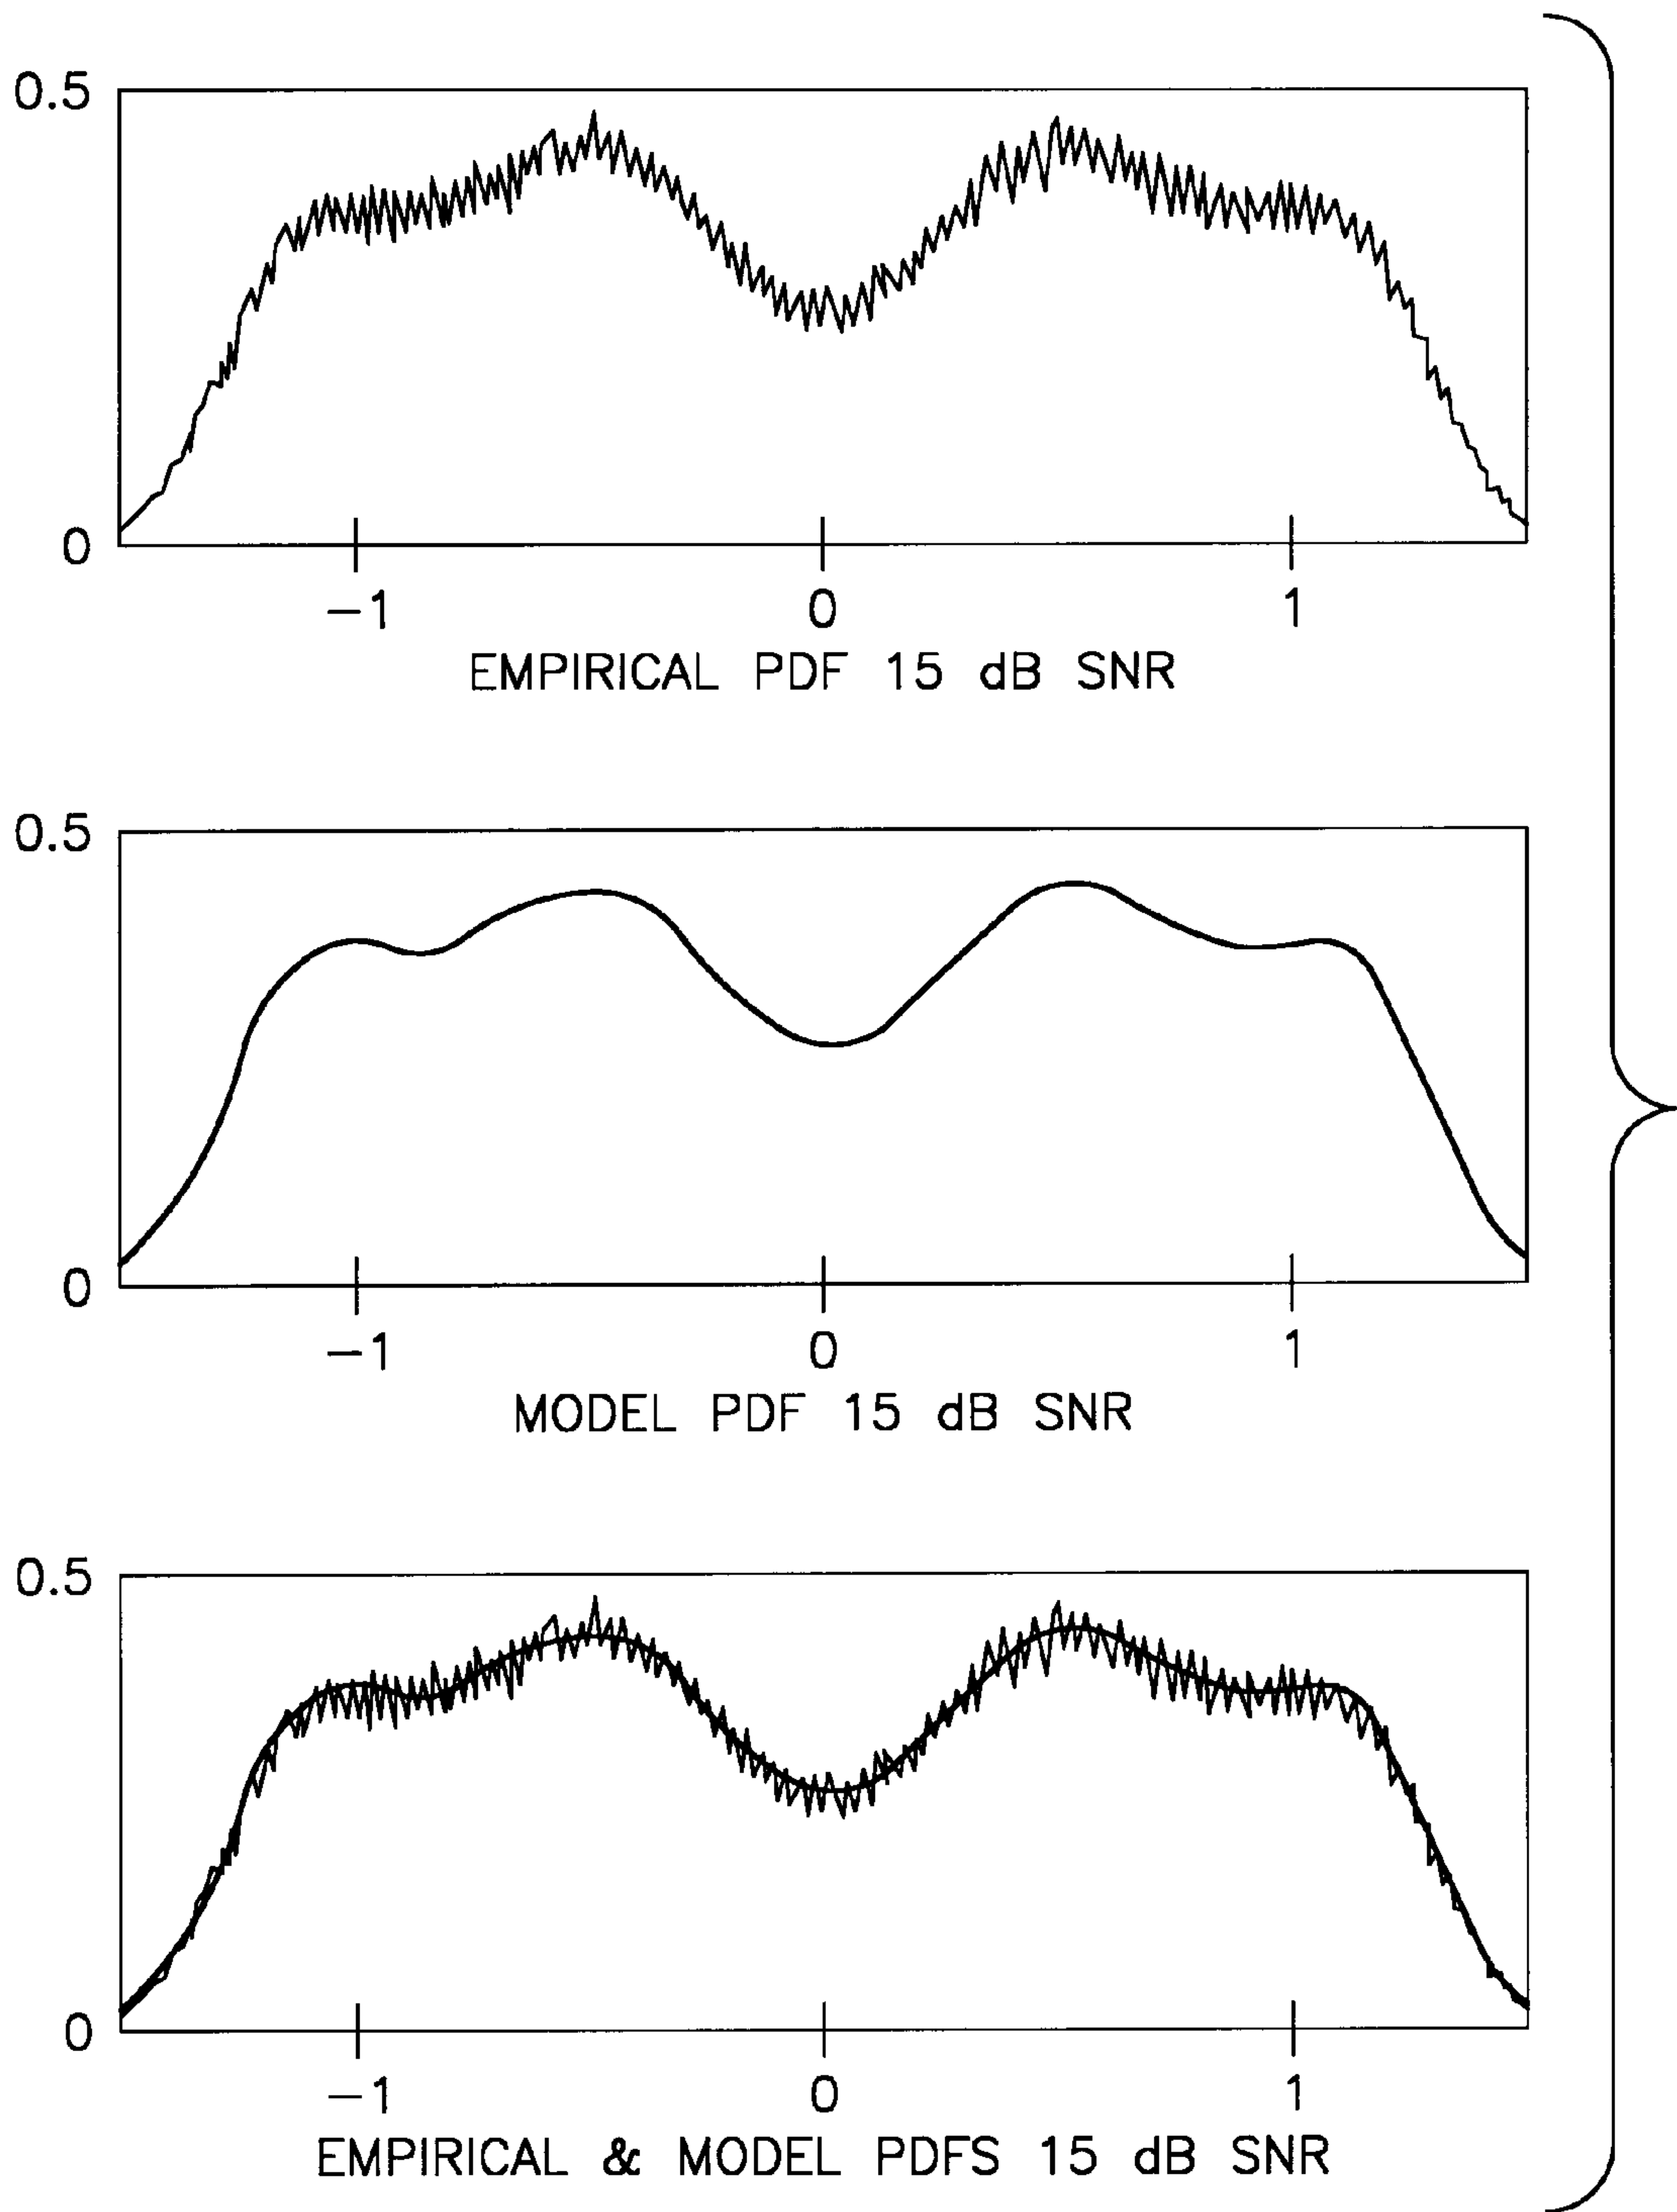 0.5
0
−1 0 1
EMPIRICAL PDF 15 dB SNR
0.5
0
−1 0 1
MODEL PDF 15 dB SNR
0.5
0
−1 0 1
EMPIRICAL & MODEL PDFS 15 dB SNR